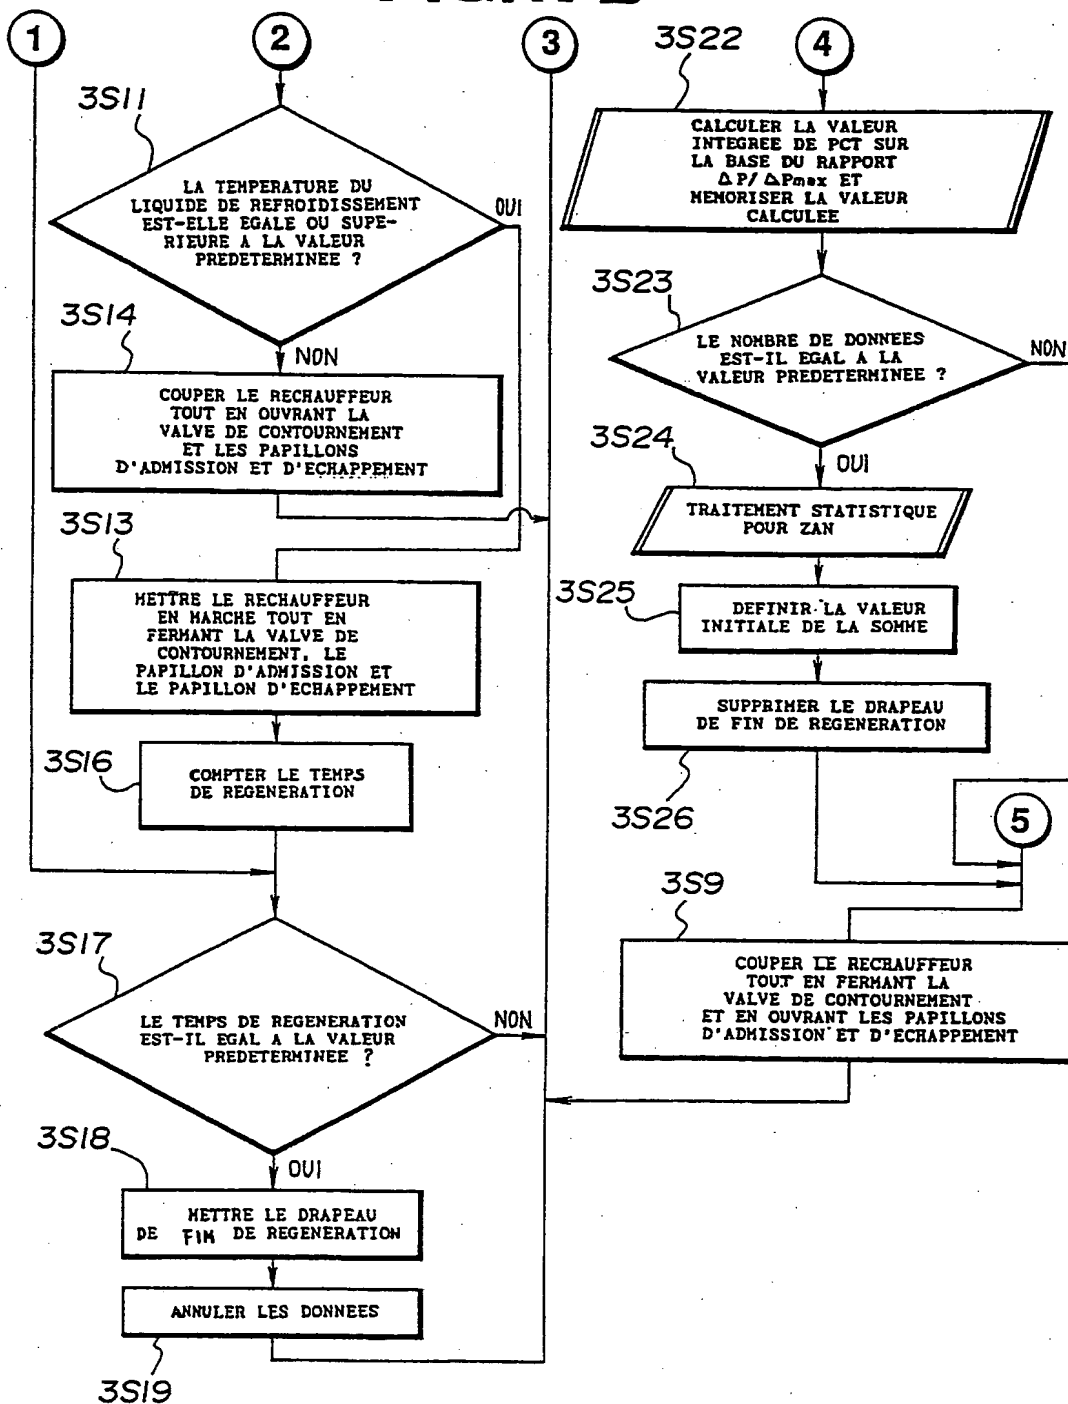 1
2
3
3S22
4
3S11
LA TEMPERATURE DU
LIQUIDE DE REFROIDISSEMENT
EST-ELLE EGALE OU SUPE-
RIEURE A LA VALEUR
PREDETERMINEE ?
OUI
NON
3S14
COUPER LE RECHAUFFEUR
TOUT EN OUVRANT LA
VALVE DE CONTOURNEMENT
ET LES PAPILLONS
D'ADMISSION ET D'ECHAPPEMENT
3S13
METTRE LE RECHAUFFEUR
EN MARCHE TOUT EN
FERMANT LA VALVE DE
CONTOURNEMENT, LE
PAPILLON D'ADMISSION ET
LE PAPILLON D'ECHAPPEMENT
3S16
COMPTER LE TEMPS
DE REGENERATION
3S17
LE TEMPS DE REGENERATION
EST-IL EGAL A LA VALEUR
PREDETERMINEE ?
NON
OUI
3S18
METTRE LE DRAPEAU
DE FIN DE REGENERATION
ANNULER LES DONNEES
3S19
CALCULER LA VALEUR
INTEGREE DE PCT SUR
LA BASE DU RAPPORT
ΔP/ΔPmax ET
MEMORISER LA VALEUR
CALCULEE
3S23
LE NOMBRE DE DONNEES
EST-IL EGAL A LA
VALEUR PREDETERMINEE ?
NON
OUI
3S24
TRAITEMENT STATISTIQUE
POUR ZAN
3S25
DEFINIR LA VALEUR
INITIALE DE LA SOMME
SUPPRIMER LE DRAPEAU
DE FIN DE REGENERATION
3S26
5
3S9
COUPER LE RECHAUFFEUR
TOUT EN FERMANT LA
VALVE DE CONTOURNEMENT
ET EN OUVRANT LES PAPILLONS
D'ADMISSION ET D'ECHAPPEMENT